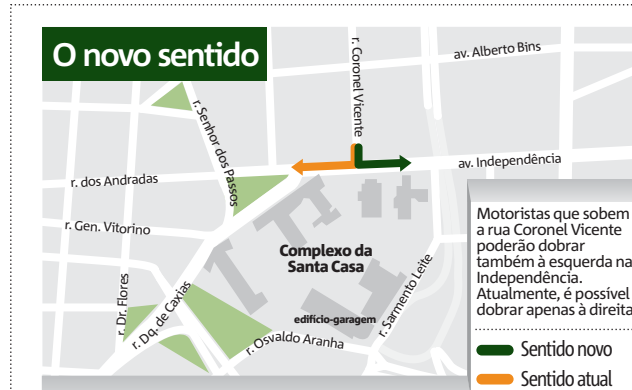 O novo sentido
r. Coronel Vicente
av. Alberto Bins
r. Senhor dos Passos
av. Independência
r. dos Andradas
r. Gen. Vitorino
Complexo da
Santa Casa
r. Dr. Flores
r. Dq. de Caxias
edifício-garagem
r. Osvaldo Aranha
r. Sarmento Leite
Motoristas que sobem
a rua Coronel Vicente
poderão dobrar
também à esquerda na
Independência.
Atualmente, é possível
dobrar apenas à direita
Sentido novo
Sentido atual